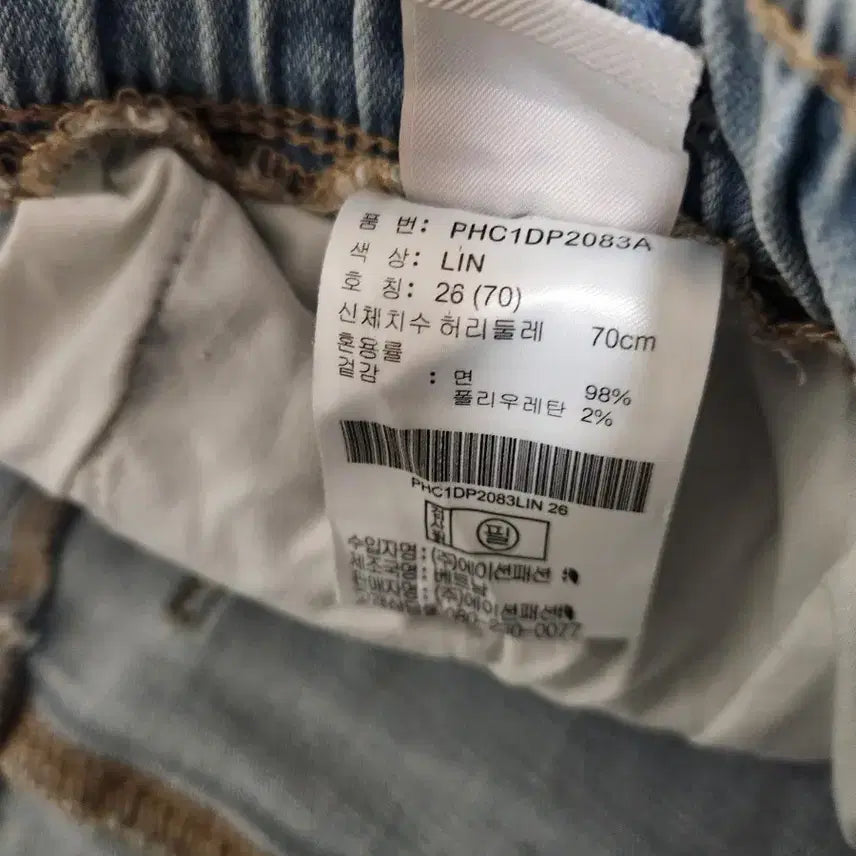 품 번: PHC1DP2083A
색 상: LIN
호 칭: 26 (70)
신체치수 허리둘레 70cm
혼용률
겉감 : 면 98%
폴리우레탄 2%
PHC1DP2083LIN 26
검사필
수입자명: (주)에이션패션
제조국명: 베트남
판매자명: (주)에이션패션